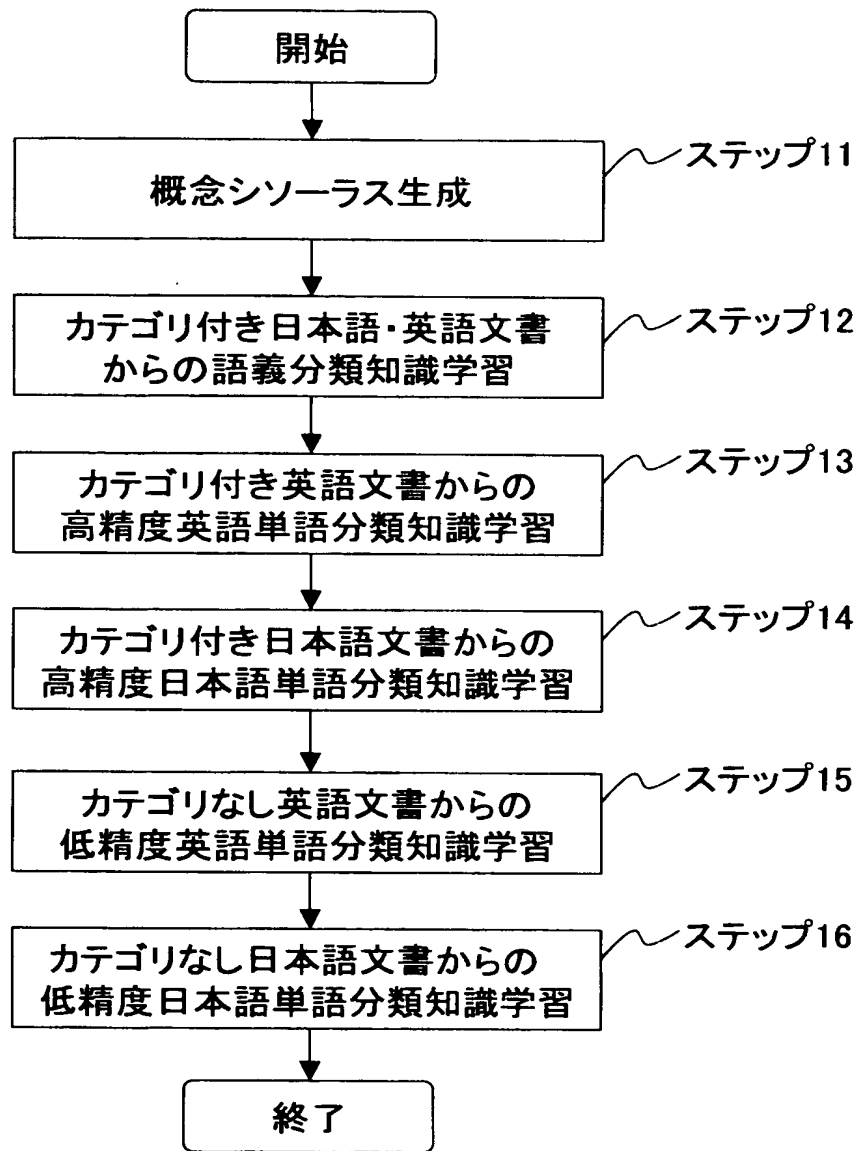 開始
概念シソーラス生成
ステップ11
カテゴリ付き日本語・英語文書
からの語義分類知識学習
ステップ12
カテゴリ付き英語文書からの
高精度英語単語分類知識学習
ステップ13
カテゴリ付き日本語文書からの
高精度日本語単語分類知識学習
ステップ14
カテゴリなし英語文書からの
低精度英語単語分類知識学習
ステップ15
カテゴリなし日本語文書からの
低精度日本語単語分類知識学習
ステップ16
終了